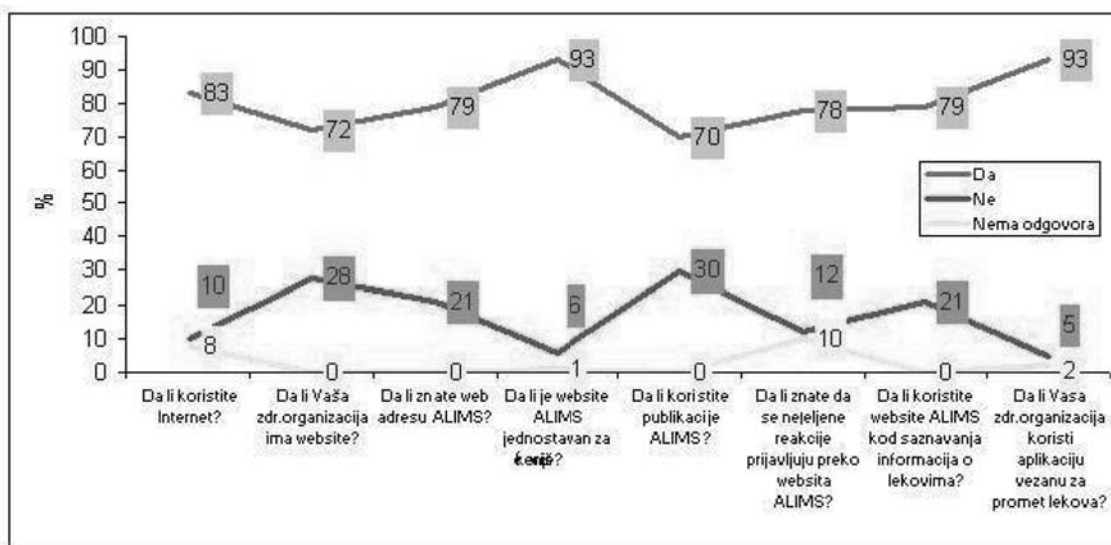 100
90
80
70
60
50
40
30
20
10
0
%
83
72
79
93
70
78
79
93
10
28
21
6
30
12
21
5
8
0
0
1
0
10
0
2
Da
Ne
Nema odgovora
Da li koristite
Internet?
Da li Vaša
zdr.organizacija
ima website?
Da li znate web
adresu ALIMS?
Da li je website
ALIMS
jednostavan za
Da li koristite
publikacije
ALIMS?
Da li znate da
se neţeljene
reakcije
prijavljuju preko
websita
ALIMS?
Da li koristite
website ALIMS
kod saznavanja
informacija o
lekovima?
Da li Vasa
zdr.organizacija
koristi
aplikaciju
vezanu za
promet lekova?